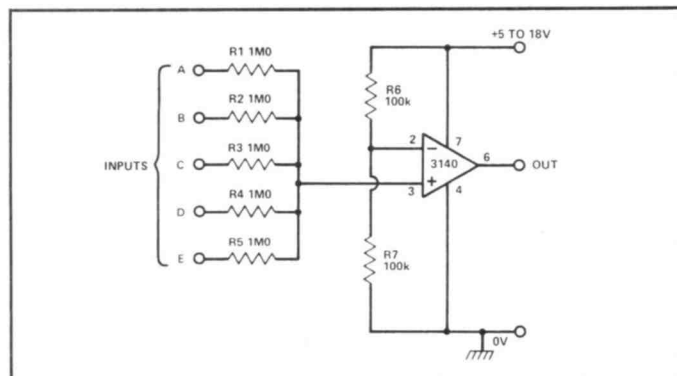 +5 TO 18V
R1 1M0
A
R6
100k
R2 1M0
B
2
7
R3 1M0
−
INPUTS
C
3140
6
OUT
+
3
4
R4 1M0
D
R7
100k
R5 1M0
E
0V